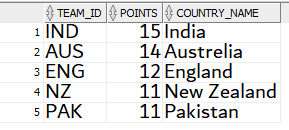 TEAM_ID POINTS COUNTRY_NAME
1 IND 15 India
2 AUS 14 Austrelia
3 ENG 12 England
4 NZ 11 New Zealand
5 PAK 11 Pakistan